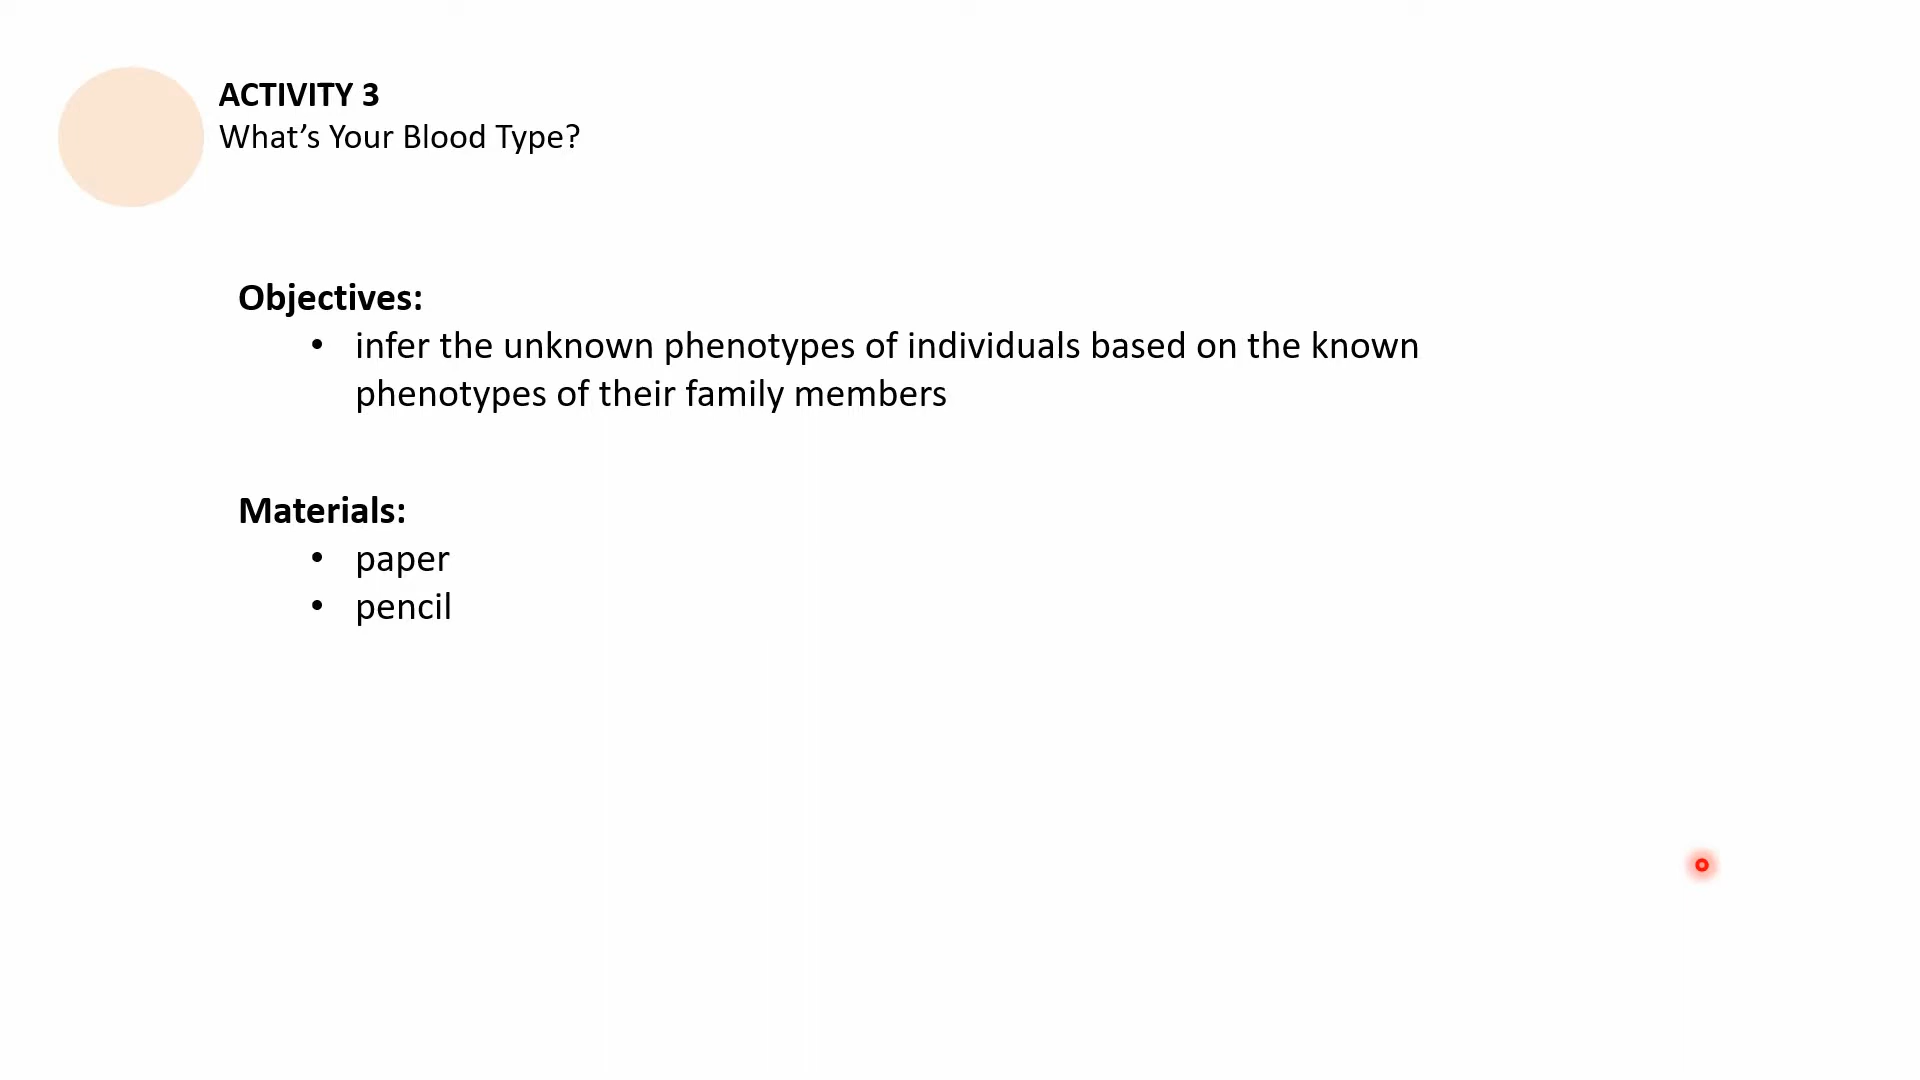 ACTIVITY 3
What’s Your Blood Type?
Objectives:
• infer the unknown phenotypes of individuals based on the known
phenotypes of their family members
Materials:
• paper
• pencil